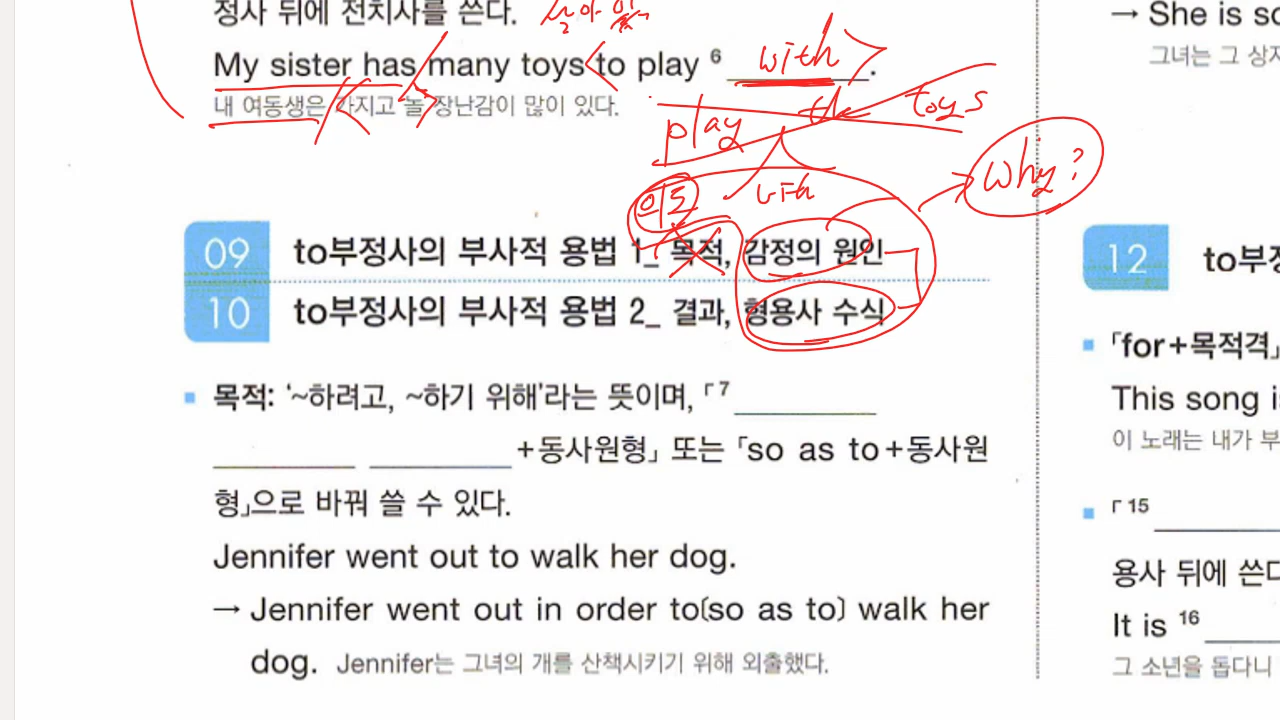 정사 뒤에 전치사를 쓴다.
My sister has many toys to play ⁶ with.
내 여동생은 가지고 놀 장난감이 많이 있다.
play the toys
with
Why?
의도
09 to부정사의 부사적 용법 1_ 목적, 감정의 원인
10 to부정사의 부사적 용법 2_ 결과, 형용사 수식
▪ 목적: ‘~하려고, ~하기 위해’라는 뜻이며, 「⁷ ________
________ ________ +동사원형」 또는 「so as to+동사원
형」으로 바꿔 쓸 수 있다.
Jennifer went out to walk her dog.
→ Jennifer went out in order to(so as to) walk her
dog. Jennifer는 그녀의 개를 산책시키기 위해 외출했다.
→ She is
그녀는 그 상자
12 to부정
▪ 「for+목적격」
This song
이 노래는 내가 부
▪ 「¹⁵ ________
용사 뒤에 쓴다
It is ¹⁶ ________
그 소년을 돕다니